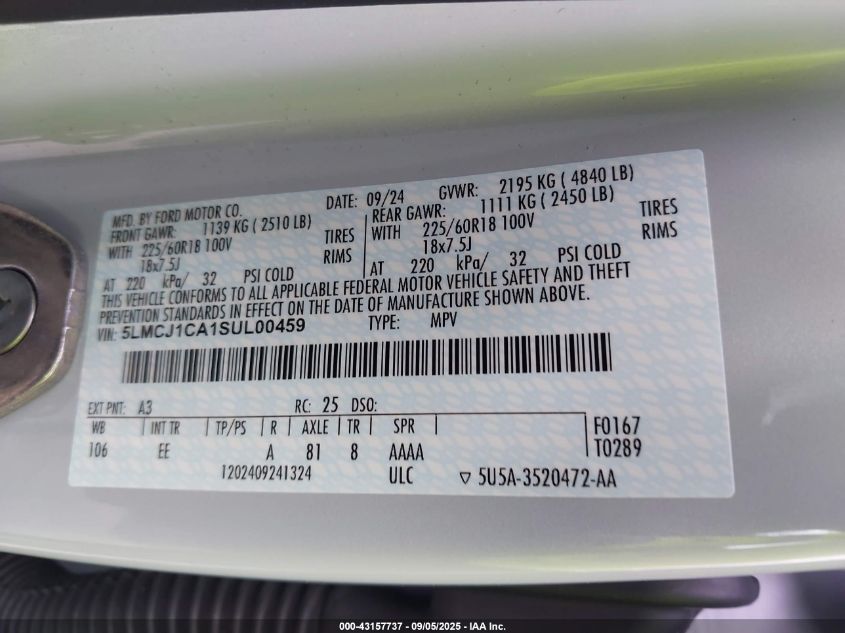 MFD. BY FORD MOTOR CO. DATE: 09/24 GVWR: 2195 KG ( 4840 LB)
FRONT GAWR: 1139 KG ( 2510 LB) REAR GAWR: 1111 KG ( 2450 LB)
WITH 225/60R18 100V TIRES WITH 225/60R18 100V TIRES
18x7.5J RIMS 18x7.5J RIMS
AT 220 kPa/ 32 PSI COLD AT 220 kPa/ 32 PSI COLD
THIS VEHICLE CONFORMS TO ALL APPLICABLE FEDERAL MOTOR VEHICLE SAFETY AND THEFT
PREVENTION STANDARDS IN EFFECT ON THE DATE OF MANUFACTURE SHOWN ABOVE.
VIN: 5LMCJ1CA1SUL00459 TYPE: MPV
EXT PNT: A3 RC: 25 DSO:
WB INT TR TP/PS R AXLE TR SPR F0167
106 EE A 81 8 AAAA T0289
1202409241324 ULC ▽ 5U5A-3520472-AA
000-43157737 - 09/05/2025 - IAA Inc.